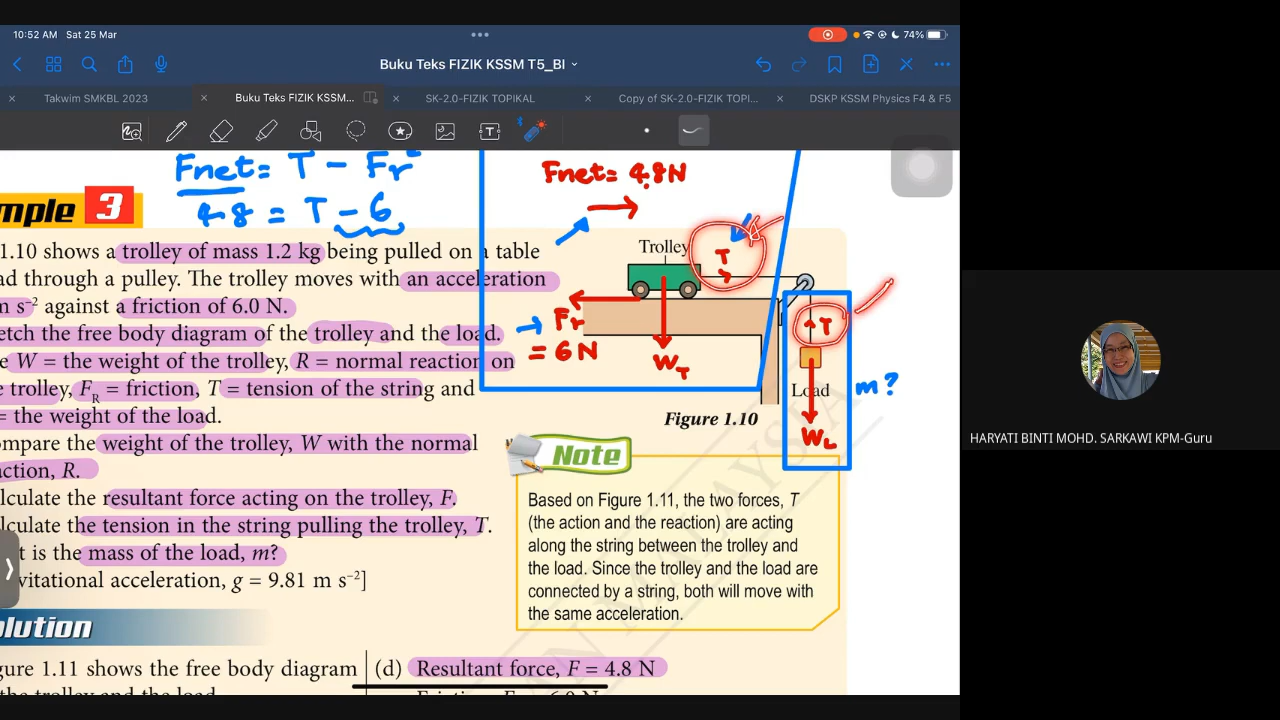 10:52 AM Sat 25 Mar
74%
Buku Teks FIZIK KSSM T5_BI
Takwim SMKBL 2023
Buku Teks FIZIK KSSM...
SK-2.0-FIZIK TOPIKAL
Copy of SK-2.0-FIZIK TOPI...
DSKP KSSM Physics F4 & F5
Fnet = T - Fr
4.8 = T - 6
Fnet = 4.8N
mple 3
1.10 shows a trolley of mass 1.2 kg being pulled on a table
ad through a pulley. The trolley moves with an acceleration
m s⁻² against a friction of 6.0 N.
etch the free body diagram of the trolley and the load.
e W = the weight of the trolley, R = normal reaction on
e trolley, F_R = friction, T = tension of the string and
= the weight of the load.
ompare the weight of the trolley, W with the normal
action, R.
lculate the resultant force acting on the trolley, F.
lculate the tension in the string pulling the trolley, T.
t is the mass of the load, m?
vitational acceleration, g = 9.81 m s⁻²]
Trolley
T
Fr
= 6N
W_T
T
Load
m?
W_L
Figure 1.10
Note
Based on Figure 1.11, the two forces, T
(the action and the reaction) are acting
along the string between the trolley and
the load. Since the trolley and the load are
connected by a string, both will move with
the same acceleration.
olution
gure 1.11 shows the free body diagram
(d) Resultant force, F = 4.8 N
HARYATI BINTI MOHD. SARKAWI KPM-Guru